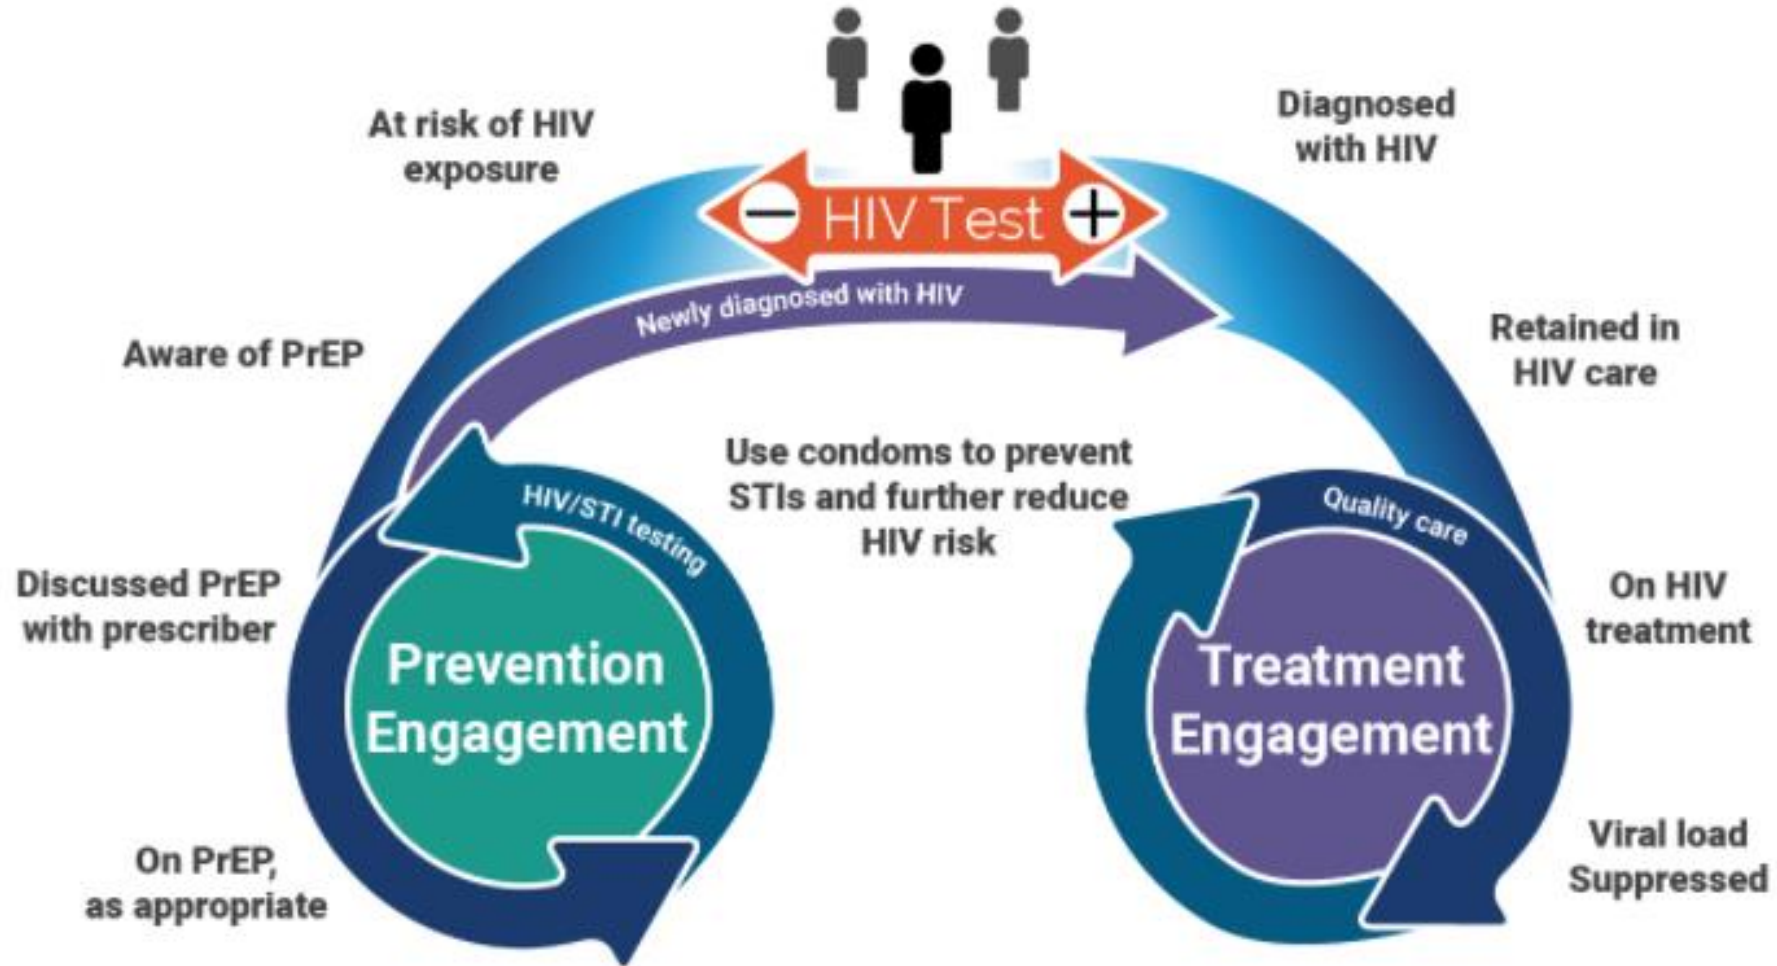 At risk of HIV
exposure
Aware of PrEP
Discussed PrEP
with prescriber
On PrEP,
as appropriate
HIV Test
Newly diagnosed with HIV
Use condoms to prevent
STIs and further reduce
HIV risk
HIV/STI testing
Prevention
Engagement
Diagnosed
with HIV
Retained in
HIV care
On HIV
treatment
Viral load
Suppressed
Quality care
Treatment
Engagement